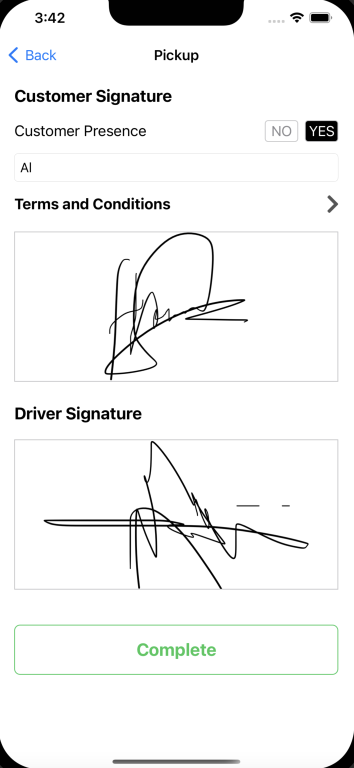 3:42
Back Pickup
Customer Signature
Customer Presence NO YES
Al
Terms and Conditions
Driver Signature
Complete